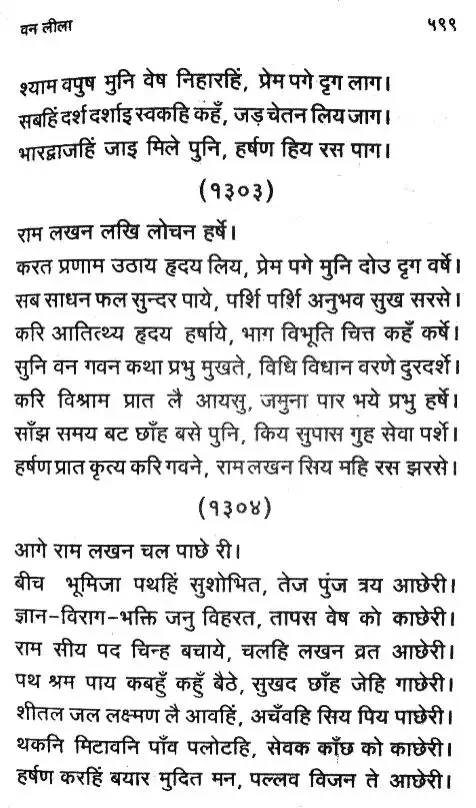 वन लीला
५९९
श्याम वपुष मुनि वेष निहारहिं, प्रेम पगे दृग लाग।
सबहिं दर्श दर्शाइ स्वकहि कहँ, जड़ चेतन लिय जाग।
भारद्वाजहिं जाइ मिले पुनि, हर्षण हिय रस पाग।
(१३०३)
राम लखन लखि लोचन हर्षे।
करत प्रणाम उठाय हृदय लिय, प्रेम पगे मुनि दोउ दृग वर्षे।
सब साधन फल सुन्दर पाये, पर्शि पर्शि अनुभव सुख सरसे।
करि आतित्थ्य हृदय हर्षाये, भाग विभूति चित्त कहँ कर्षे।
सुनि वन गवन कथा प्रभु मुखते, विधि विधान वरणे दुरदर्शे।
करि विश्राम प्रात लै आयसु, जमुना पार भये प्रभु हर्षे।
साँझ समय बट छाँह बसे पुनि, किय सुपास गुह सेवा पर्शे।
हर्षण प्रात कृत्य करि गवने, राम लखन सिय महि रस झरसे।
(१३०४)
आगे राम लखन चल पाछे री।
बीच भूमिजा पथहिं सुशोभित, तेज पुंज त्रय आछेरी।
ज्ञान-विराग-भक्ति जनु विहरत, तापस वेष को काछेरी।
राम सीय पद चिन्ह बचाये, चलहि लखन व्रत आछेरी।
पथ श्रम पाय कबहुँ कहुँ बैठे, सुखद छाँह जेहि गाछेरी।
शीतल जल लक्ष्मण लै आवहिं, अचँवहि सिय पिय पाछेरी।
थकनि मिटावनि पाँव पलोटहि, सेवक काँछ को काछेरी।
हर्षण करहिं बयार मुदित मन, पल्लव विजन ते आछेरी।